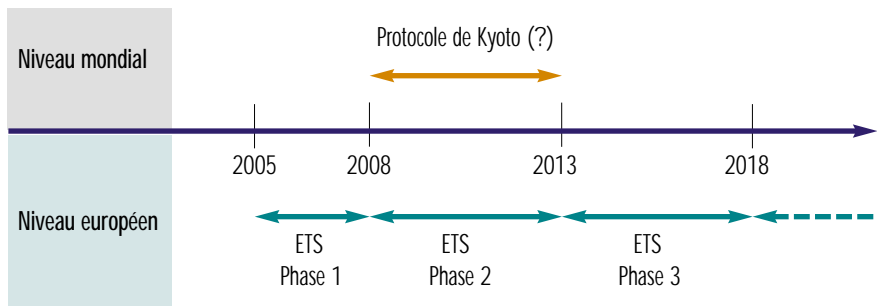 Protocole de Kyoto (?)
Niveau mondial
2005 2008 2013 2018
Niveau européen
ETS ETS ETS
Phase 1 Phase 2 Phase 3